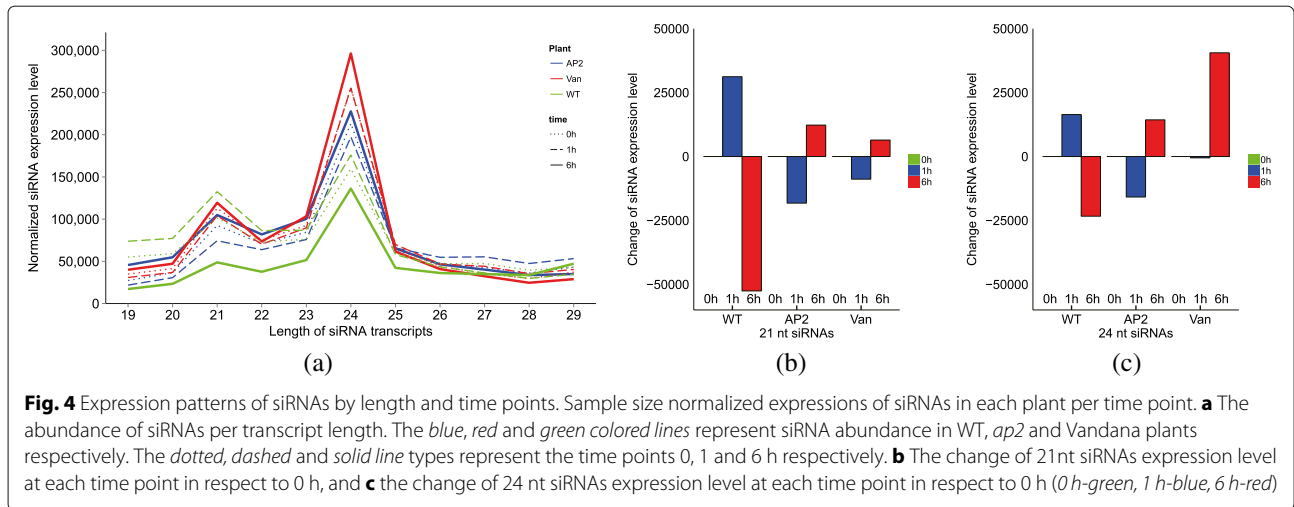 300,000
250,000
200,000
150,000
100,000
50,000
0
Normalized siRNA expression level
19 20 21 22 23 24 25 26 27 28 29
Length of siRNA transcripts
Plant
AP2
Van
WT
time
0h
1h
6h
(a)
50000
25000
0
−25000
−50000
Change of siRNA expression level
0h 1h 6h 0h 1h 6h 0h 1h 6h
WT AP2 Van
21 nt siRNAs
0h
1h
6h
(b)
50000
25000
0
−25000
−50000
Change of siRNA expression level
0h 1h 6h 0h 1h 6h 0h 1h 6h
WT AP2 Van
24 nt siRNAs
0h
1h
6h
(c)
Fig. 4 Expression patterns of siRNAs by length and time points. Sample size normalized expressions of siRNAs in each plant per time point. a The
abundance of siRNAs per transcript length. The blue, red and green colored lines represent siRNA abundance in WT, ap2 and Vandana plants
respectively. The dotted, dashed and solid line types represent the time points 0, 1 and 6 h respectively. b The change of 21nt siRNAs expression level
at each time point in respect to 0 h, and c the change of 24 nt siRNAs expression level at each time point in respect to 0 h (0 h-green, 1 h-blue, 6 h-red)